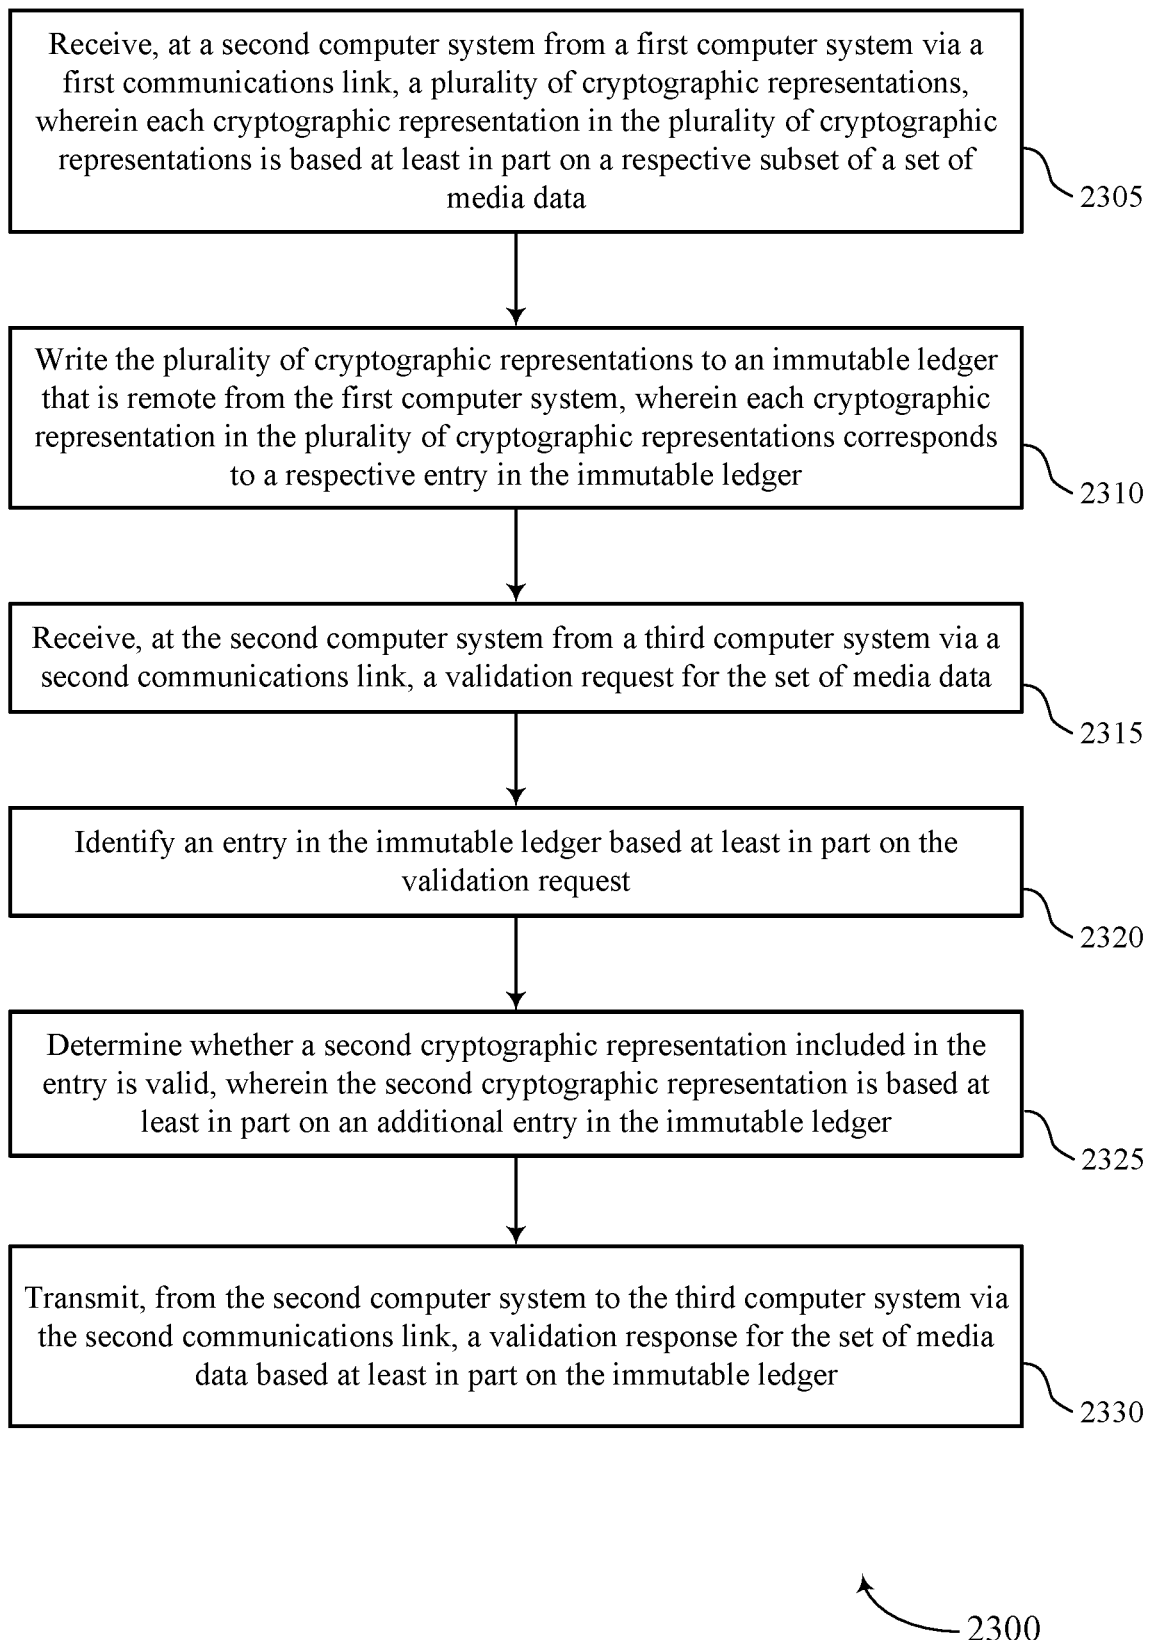 Receive, at a second computer system from a first computer system via a
first communications link, a plurality of cryptographic representations,
wherein each cryptographic representation in the plurality of cryptographic
representations is based at least in part on a respective subset of a set of
media data
2305
Write the plurality of cryptographic representations to an immutable ledger
that is remote from the first computer system, wherein each cryptographic
representation in the plurality of cryptographic representations corresponds
to a respective entry in the immutable ledger
2310
Receive, at the second computer system from a third computer system via a
second communications link, a validation request for the set of media data
2315
Identify an entry in the immutable ledger based at least in part on the
validation request
2320
Determine whether a second cryptographic representation included in the
entry is valid, wherein the second cryptographic representation is based at
least in part on an additional entry in the immutable ledger
2325
Transmit, from the second computer system to the third computer system via
the second communications link, a validation response for the set of media
data based at least in part on the immutable ledger
2330
2300